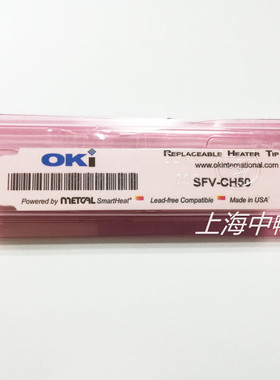 OKi
Replaceable Heater Tip
www.okinternational.com
SFV-CH50
Powered by METCAL SmartHeat® Lead-free Compatible Made in USA
上海中